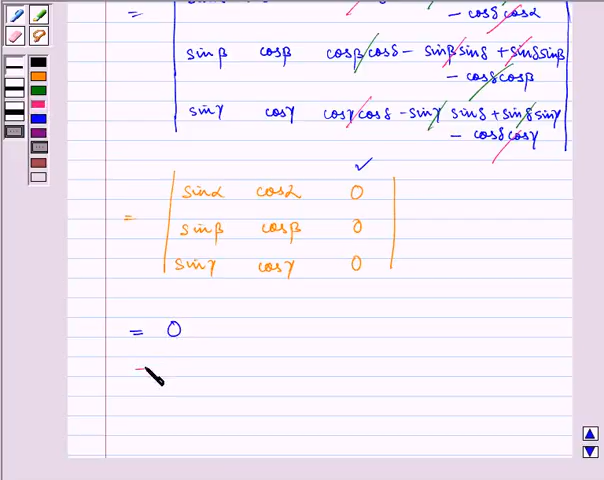 =
- cosδ cosα
sinβ cosβ cosβ cosδ - sinβ sinδ + sinδ sinβ
- cosδ cosβ
sinγ cosγ cosγ cosδ - sinγ sinδ + sinδ sinγ
- cosδ cosγ
= | sinα cosα 0 |
| sinβ cosβ 0 |
| sinγ cosγ 0 |
= 0